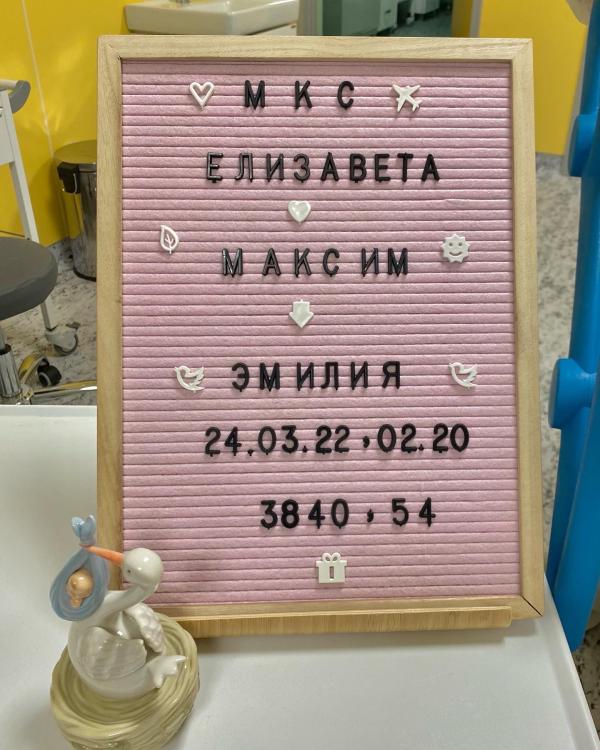 МКС
ЕЛИЗАВЕТА
МАКСИМ
ЭМИЛИЯ
24.03.22,02.20
3840,54